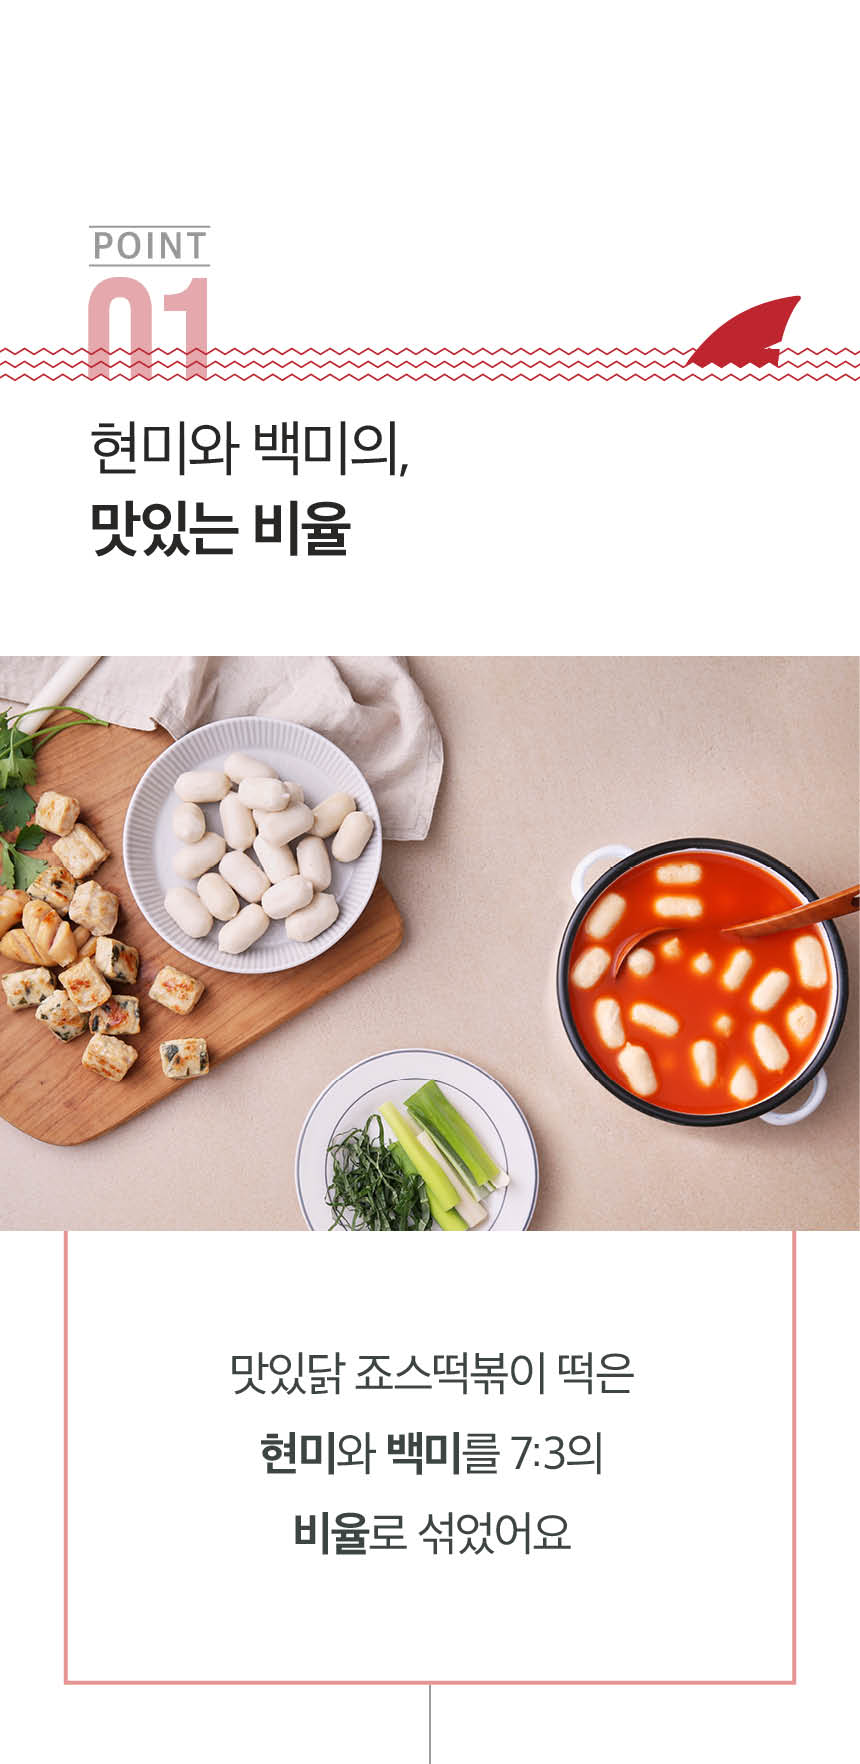 POINT
01
현미와 백미의,
맛있는 비율
맛있닭 죠스떡볶이 떡은
현미와 백미를 7:3의
비율로 섞었어요